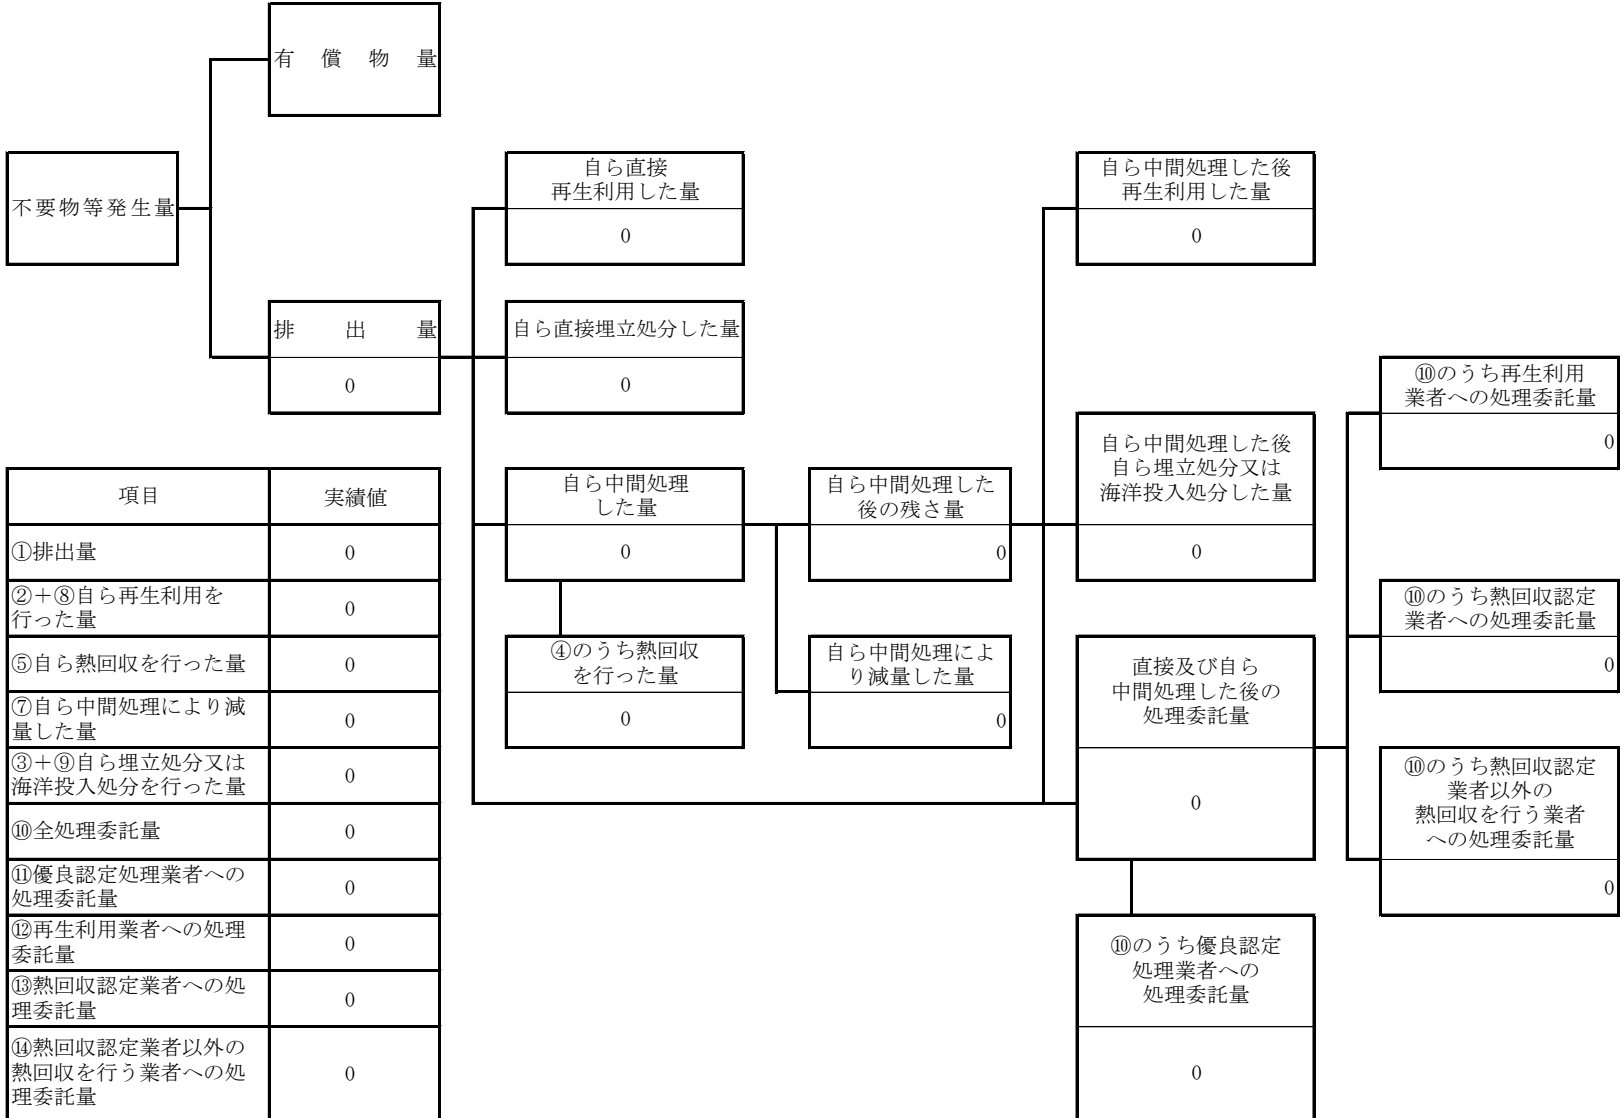 有償物量
不要物等発生量
排出量
0
自ら直接
再生利用した量
0
自ら直接埋立処分した量
0
自ら中間処理
した量
0
④のうち熱回収
を行った量
0
自ら中間処理した
後の残さ量
0
自ら中間処理によ
り減量した量
0
自ら中間処理した後
再生利用した量
0
自ら中間処理した後
自ら埋立処分又は
海洋投入処分した量
0
直接及び自ら
中間処理した後の
処理委託量
0
⑩のうち優良認定
処理業者への
処理委託量
0
⑩のうち再生利用
業者への処理委託量
0
⑩のうち熱回収認定
業者への処理委託量
0
⑩のうち熱回収認定
業者以外の
熱回収を行う業者
への処理委託量
0
項目 実績値
①排出量 0
②+⑧自ら再生利用を
行った量 0
⑤自ら熱回収を行った量 0
⑦自ら中間処理により減
量した量 0
③+⑨自ら埋立処分又は
海洋投入処分を行った量 0
⑩全処理委託量 0
⑪優良認定処理業者への
処理委託量 0
⑫再生利用業者への処理
委託量 0
⑬熱回収認定業者への処
理委託量 0
⑭熱回収認定業者以外の
熱回収を行う業者への処
理委託量 0